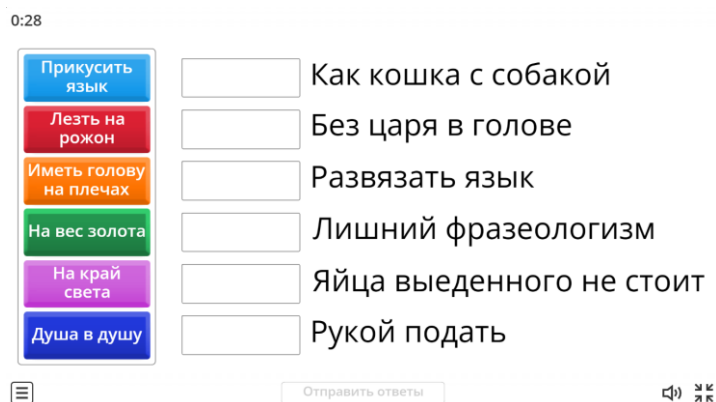 0:28
Прикусить
язык
Как кошка с собакой
Лезть на
рожон
Без царя в голове
Иметь голову
на плечах
Развязать язык
На вес золота
Лишний фразеологизм
На край
света
Яйца выеденного не стоит
Душа в душу
Рукой подать
Отправить ответы